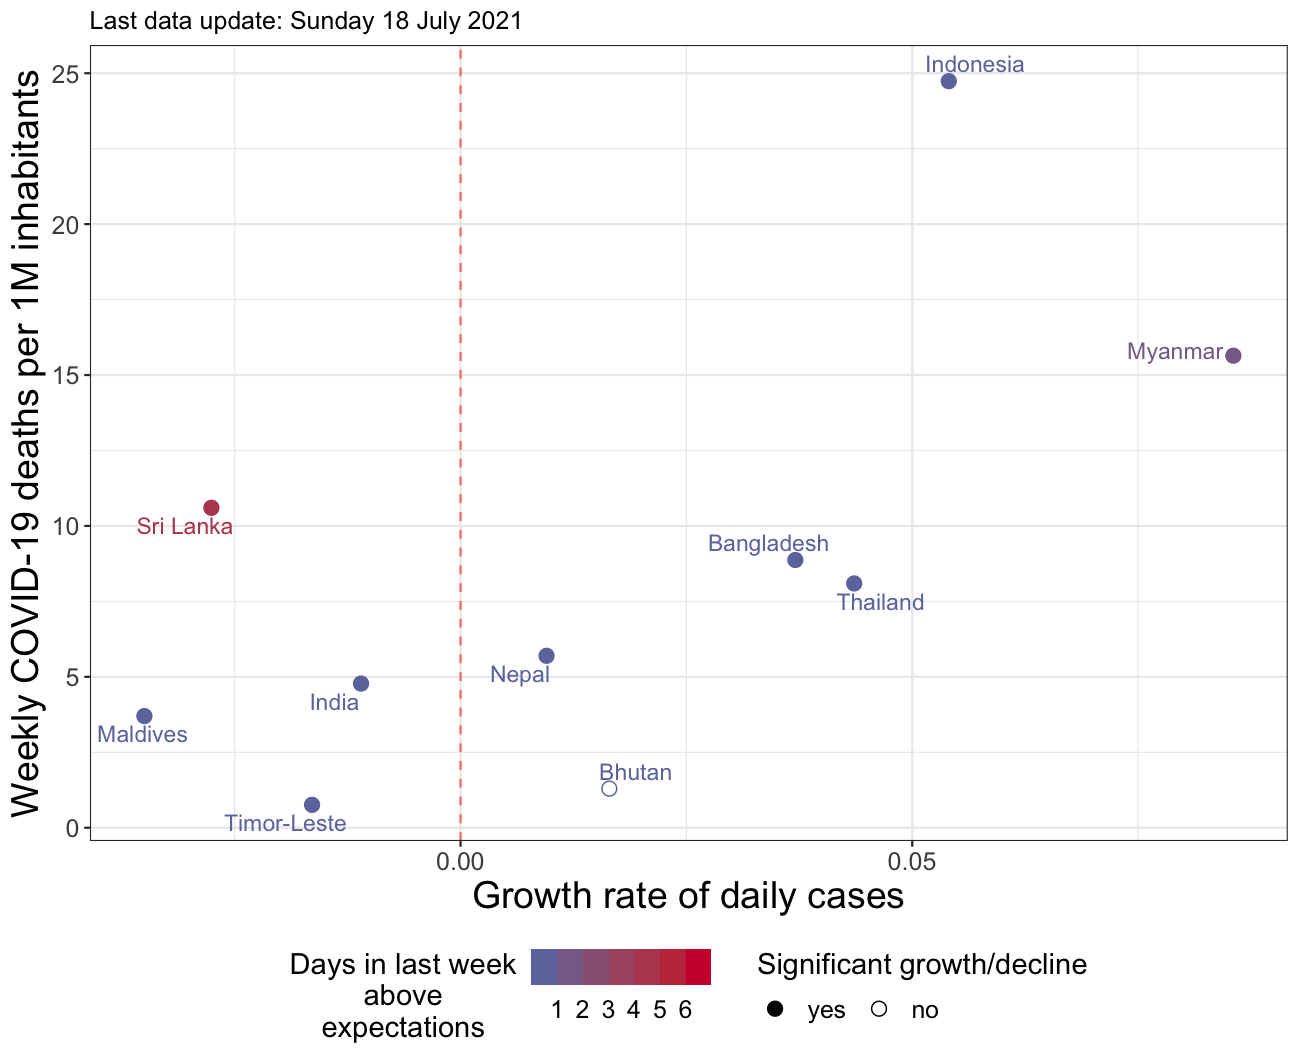 Last data update: Sunday 18 July 2021
Weekly COVID-19 deaths per 1M inhabitants
25
20
15
10
5
0
Indonesia
Myanmar
Sri Lanka
Bangladesh
Thailand
Nepal
India
Maldives
Bhutan
Timor-Leste
0.00
0.05
Growth rate of daily cases
Days in last week
above
expectations
1 2 3 4 5 6
Significant growth/decline
yes no